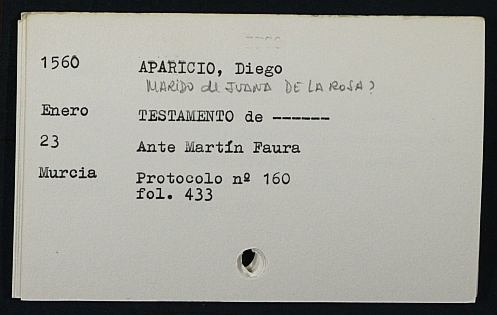 1560 APARICIO, Diego
MARIDO de JUANA DE LA ROSA?
Enero TESTAMENTO de ------
23 Ante Martín Faura
Murcia Protocolo nº 160
fol. 433